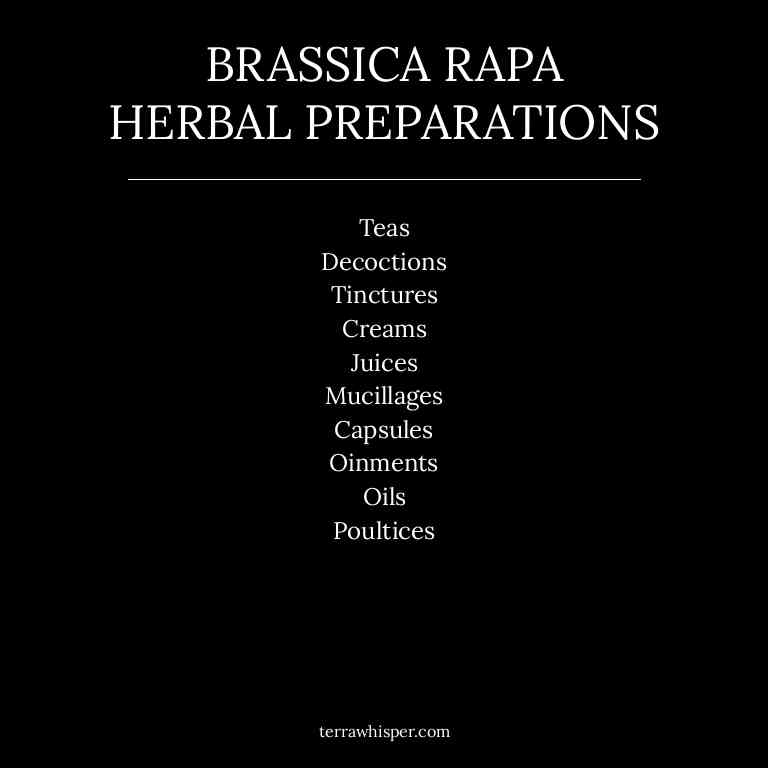 BRASSICA RAPA
HERBAL PREPARATIONS
Teas
Decoctions
Tinctures
Creams
Juices
Mucillages
Capsules
Oinments
Oils
Poultices
terrawhisper.com